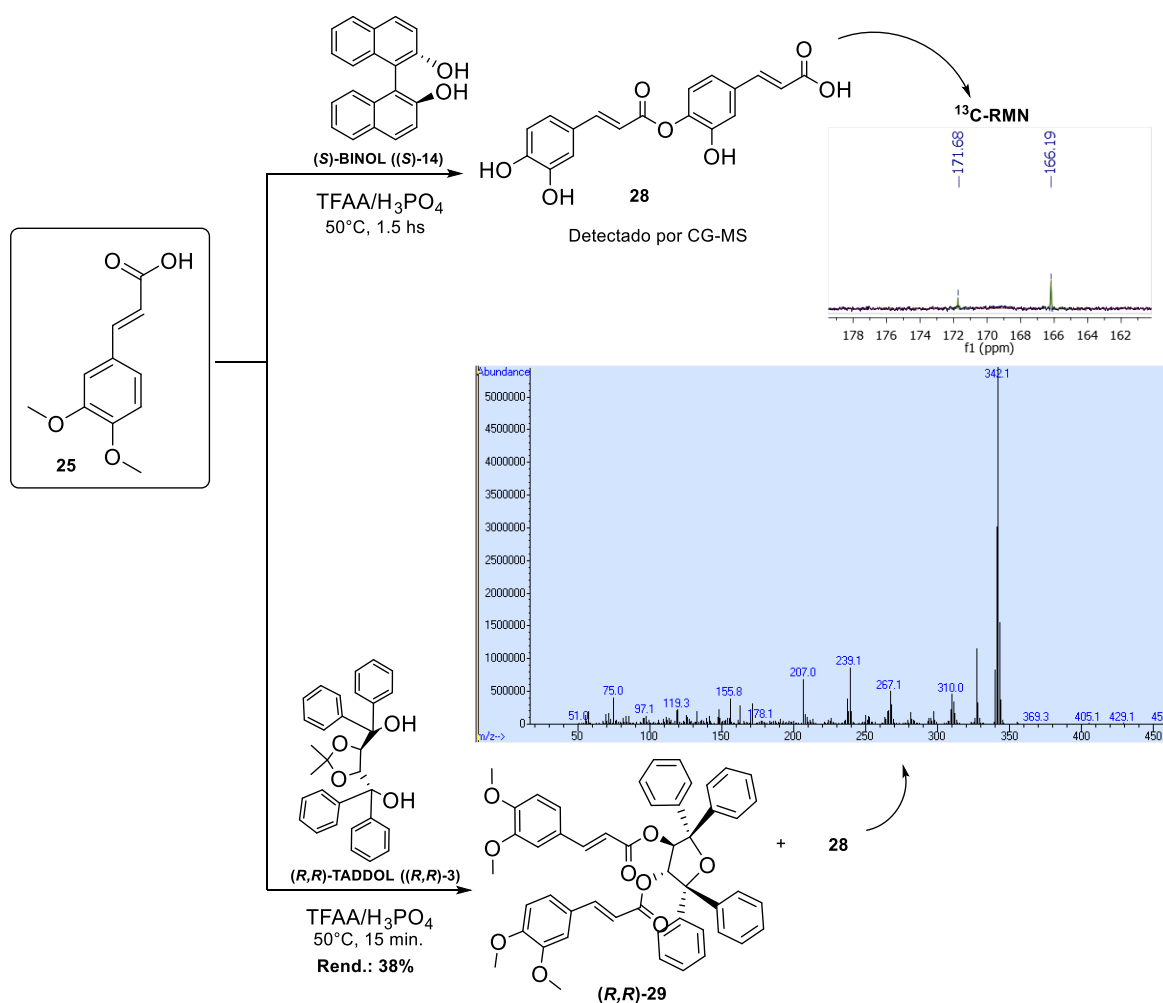 OH
OH
(S)-BINOL ((S)-14)
TFAA/H3PO4
50°C, 1.5 hs
HO
OH
O
O
OH
O
OH
28
Detectado por CG-MS
13C-RMN
171.68
166.19
178 176 174 172 170 168 166 164 162
f1 (ppm)
O
OH
O
O
25
Abundance
5000000
4500000
4000000
3500000
3000000
2500000
2000000
1500000
1000000
500000
0
m/z-->
50 100 150 200 250 300 350 400 45
51.0
75.0
97.1
119.3
155.8
178.1
207.0
239.1
267.1
310.0
342.1
369.3
405.1
429.1
45
OH
O
O
OH
(R,R)-TADDOL ((R,R)-3)
TFAA/H3PO4
50°C, 15 min.
Rend.: 38%
O
O
O
O
O
O
O
O
O
+
28
(R,R)-29